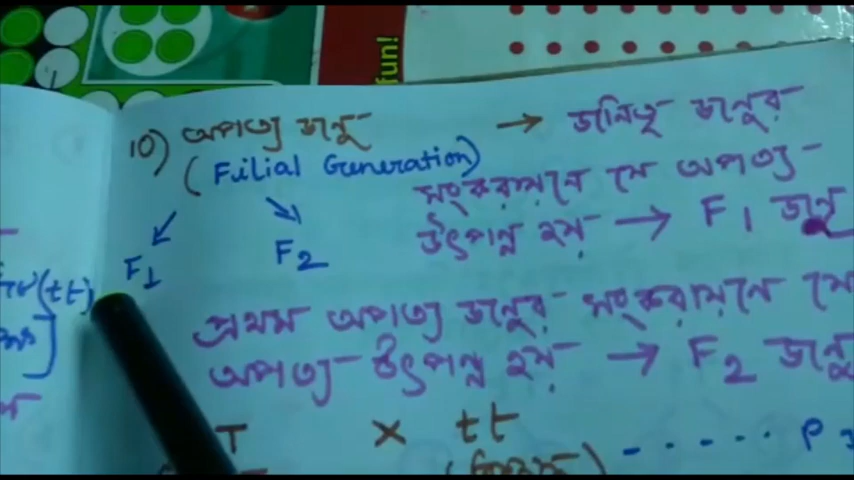 fun!
10) অপত্য জনু → জনিতৃ জনুর
(Filial Generation) সংকরায়নে যে অপত্য
উৎপন্ন হয় → F1 জনু
F1 F2
(tt)
প্রথম অপত্য জনুর সংকরায়নে যে
অপত্য উৎপন্ন হয় → F2 জনু
T × tt
P